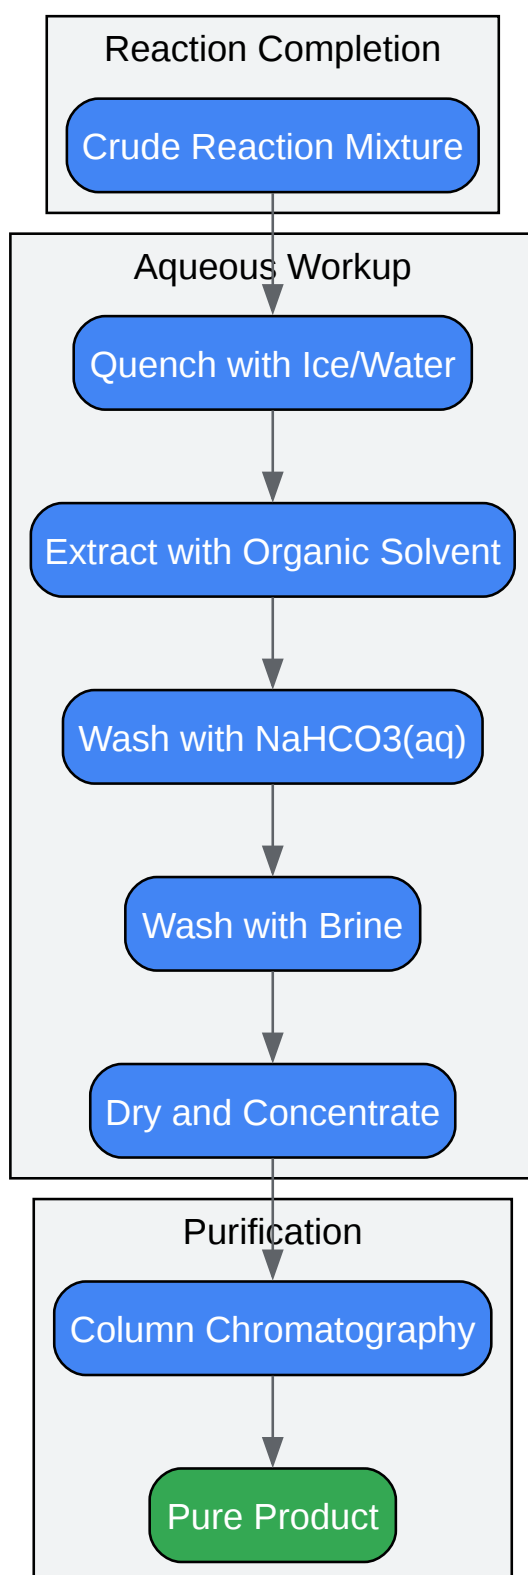 Reaction Completion
Crude Reaction Mixture
Aqueous Workup
Quench with Ice/Water
Extract with Organic Solvent
Wash with NaHCO3(aq)
Wash with Brine
Dry and Concentrate
Purification
Column Chromatography
Pure Product